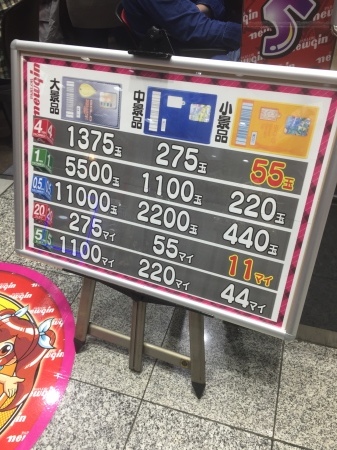 newgin
大景品 中景品 小景品
4 1375玉 275玉 55玉
1 5500玉 1100玉 220玉
0.5 11000玉 2200玉 440玉
20 275マイ 55マイ 11マイ
5 1100マイ 220マイ 44マイ
newgin
newgin